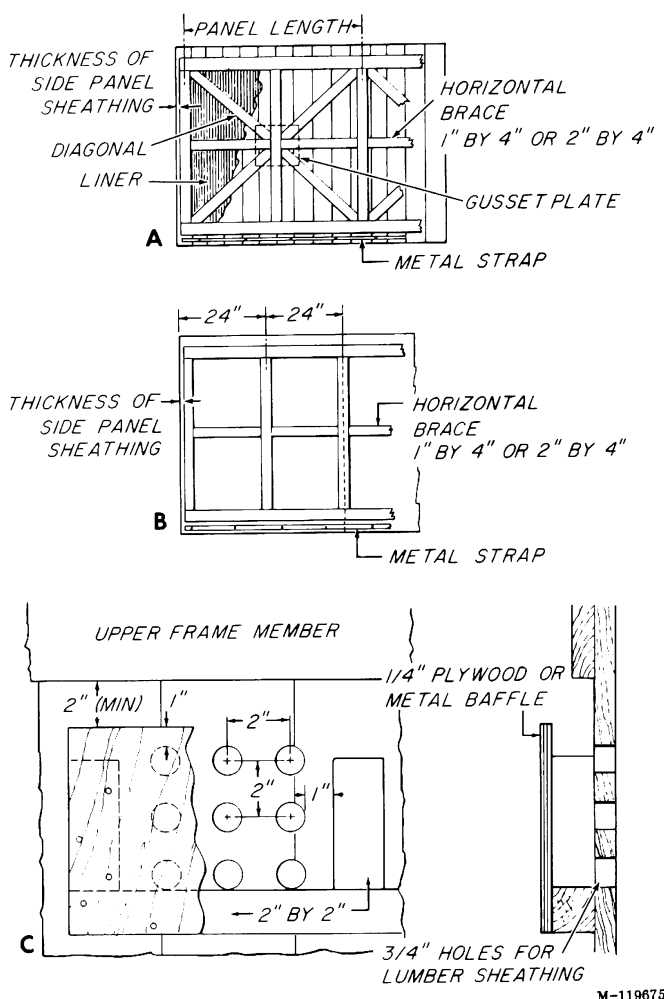 PANEL LENGTH
THICKNESS OF
SIDE PANEL
SHEATHING
DIAGONAL
LINER
HORIZONTAL
BRACE
1" BY 4" OR 2" BY 4"
GUSSET PLATE
METAL STRAP
A
24" 24"
THICKNESS OF
SIDE PANEL
SHEATHING
HORIZONTAL
BRACE
1" BY 4" OR 2" BY 4"
METAL STRAP
B
UPPER FRAME MEMBER
2" (MIN)
1"
2"
2"
1"
2" BY 2"
1/4" PLYWOOD OR
METAL BAFFLE
3/4" HOLES FOR
LUMBER SHEATHING
C
M-119675